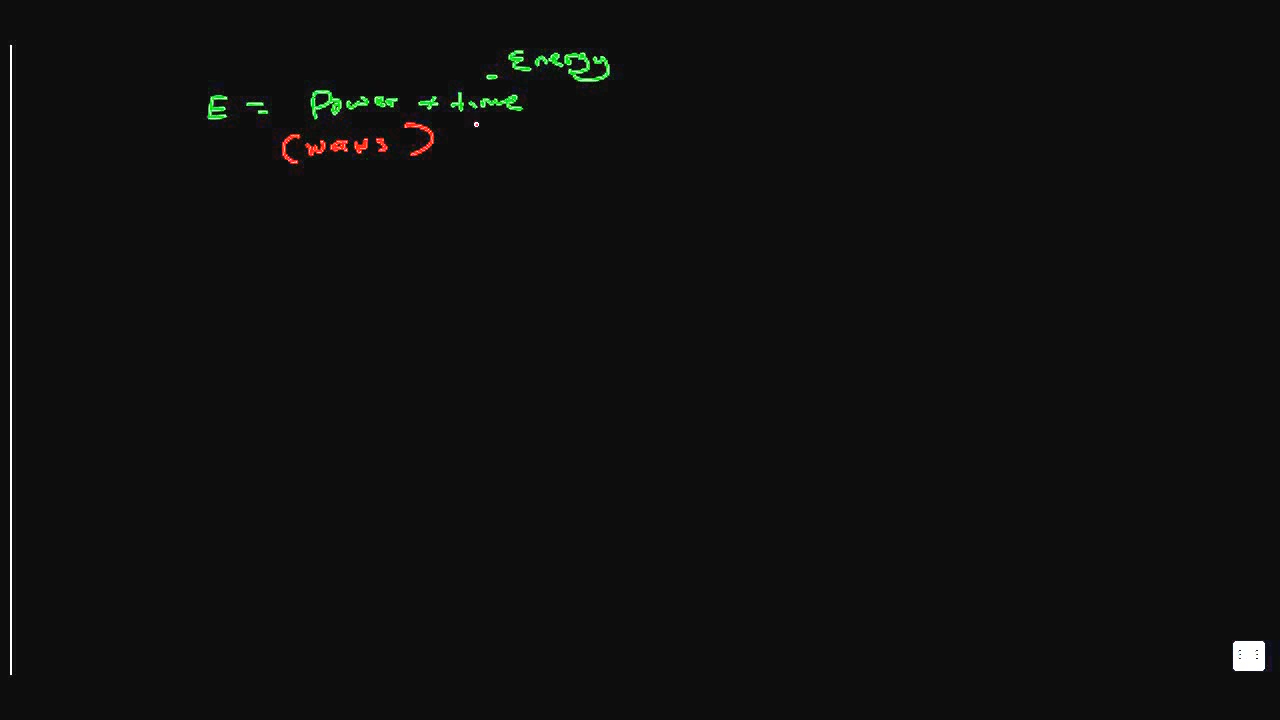 - Energy
E = Power * time
(watts)